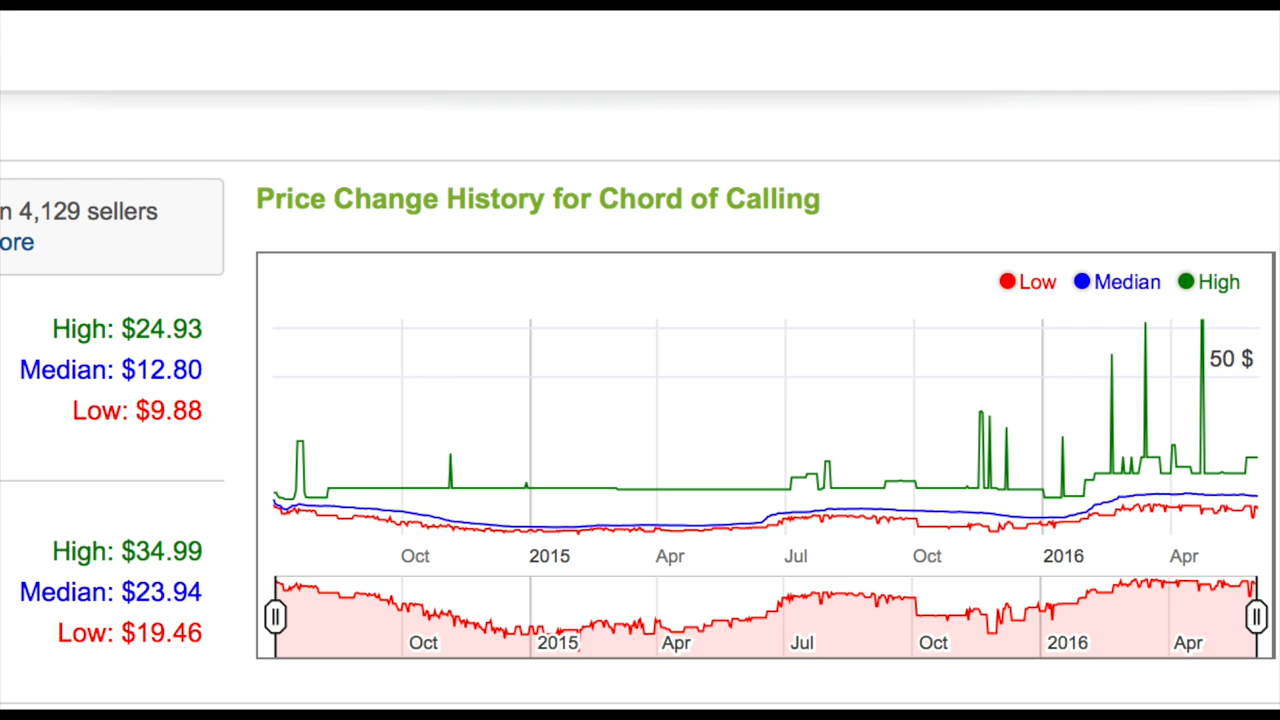 n 4,129 sellers
ore
High: $24.93
Median: $12.80
Low: $9.88
High: $34.99
Median: $23.94
Low: $19.46
Price Change History for Chord of Calling
Low Median High
50 $
Oct 2015 Apr Jul Oct 2016 Apr
Oct 2015 Apr Jul Oct 2016 Apr